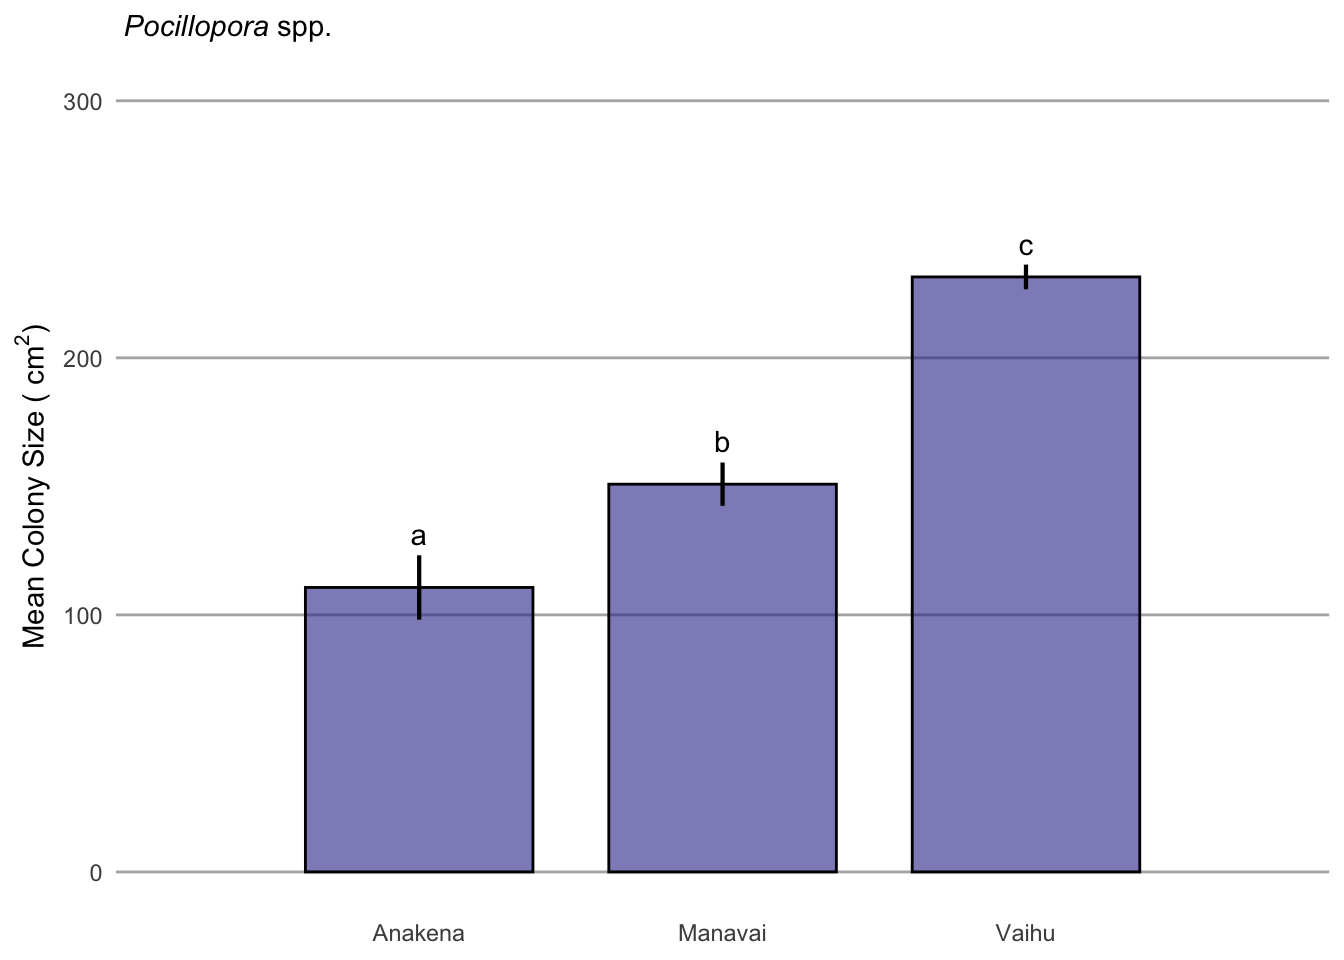 Pocillopora spp.
Mean Colony Size ( cm²)
300
200
100
0
a
b
c
Anakena
Manavai
Vaihu